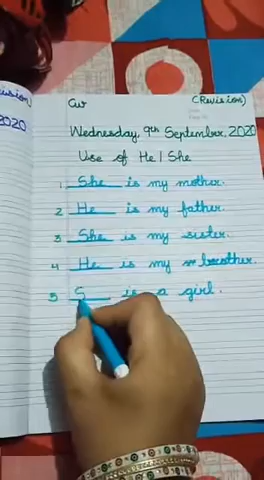 CW (Revision)
Wednesday, 9th September, 2020
Use of He / She
1. She is my mother.
2. He is my father.
3. She is my sister.
4. He is my brother.
5. S is a girl.
2020